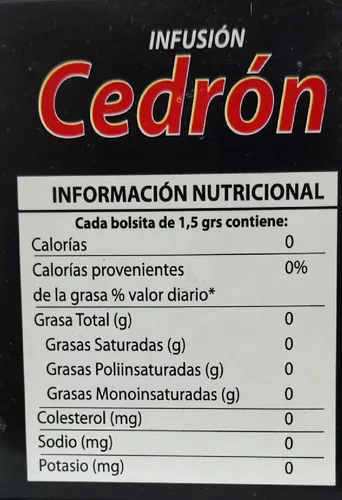 INFUSIÓN
Cedrón
INFORMACIÓN NUTRICIONAL
Cada bolsita de 1,5 grs contiene:
Calorías 0
Calorías provenientes 0%
de la grasa % valor diario*
Grasa Total (g) 0
Grasas Saturadas (g) 0
Grasas Poliinsaturadas (g) 0
Grasas Monoinsaturadas (g) 0
Colesterol (mg) 0
Sodio (mg) 0
Potasio (mg) 0